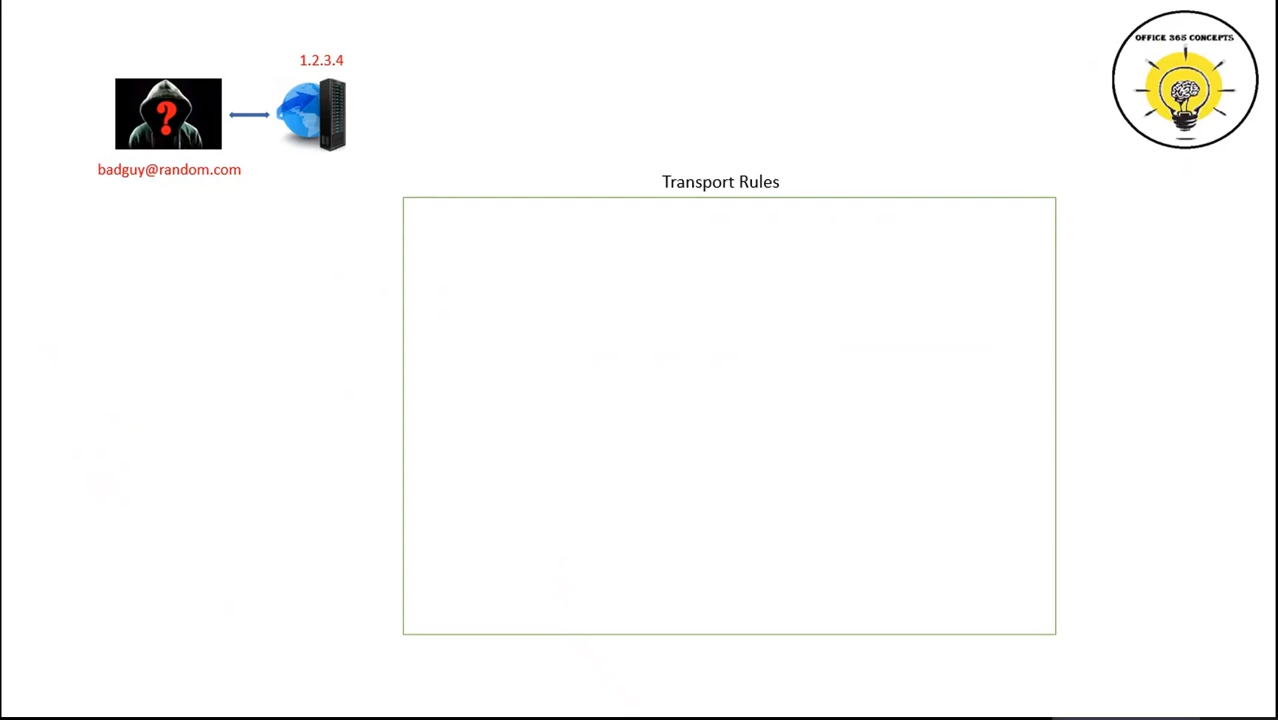 1.2.3.4
OFFICE 365 CONCEPTS
?
badguy@random.com
Transport Rules